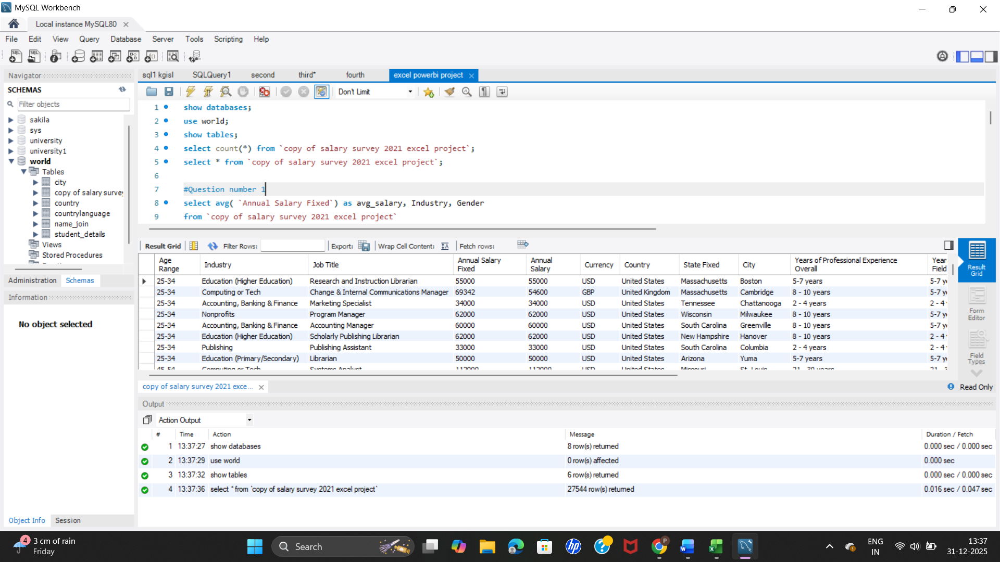 MySQL Workbench
Local instance MySQL80
File Edit View Query Database Server Tools Scripting Help
Navigator
SCHEMAS
Filter objects
sakila
sys
university
university1
world
Tables
city
copy of salary survey
country
countrylanguage
name_join
student_details
Views
Stored Procedures
Administration Schemas
Information
No object selected
Object Info Session
sql1 kgisl SQLQuery1 second third* fourth excel powerbi project
Don't Limit
1 show databases;
2 use world;
3 show tables;
4 select count(*) from `copy of salary survey 2021 excel project`;
5 select * from `copy of salary survey 2021 excel project`;
6
7 #Question number 1
8 select avg( `Annual Salary Fixed`) as avg_salary, Industry, Gender
9 from `copy of salary survey 2021 excel project`
Result Grid Filter Rows: Export: Wrap Cell Content: Fetch rows:
Age Range Industry Job Title Annual Salary Fixed Annual Salary Currency Country State Fixed City Years of Professional Experience Overall Year Field
25-34 Education (Higher Education) Research and Instruction Librarian 55000 55000 USD United States Massachusetts Boston 5-7 years 5-7 y
25-34 Computing or Tech Change & Internal Communications Manager 69342 54600 GBP United Kingdom Massachusetts Cambridge 8 - 10 years 5-7 y
25-34 Accounting, Banking & Finance Marketing Specialist 34000 34000 USD United States Tennessee Chattanooga 2 - 4 years 2 - 4
25-34 Nonprofits Program Manager 62000 62000 USD United States Wisconsin Milwaukee 8 - 10 years 5-7 y
25-34 Accounting, Banking & Finance Accounting Manager 60000 60000 USD United States South Carolina Greenville 8 - 10 years 5-7 y
25-34 Education (Higher Education) Scholarly Publishing Librarian 62000 62000 USD United States New Hampshire Hanover 8 - 10 years 2 - 4
25-34 Publishing Publishing Assistant 33000 33000 USD United States South Carolina Columbia 2 - 4 years 2 - 4
25-34 Education (Primary/Secondary) Librarian 50000 50000 USD United States Arizona Yuma 5-7 years 5-7 y
45-54 Computing or Tech Systems Analyst 112000 112000 USD United States Missouri St. Louis 21 - 30 years 21 -
Result Grid
Form Editor
Field Types
copy of salary survey 2021 exce...
Read Only
Output
Action Output
# Time Action Message Duration / Fetch
1 13:37:27 show databases 8 row(s) returned 0.000 sec / 0.000 sec
2 13:37:29 use world 0 row(s) affected 0.000 sec
3 13:37:32 show tables 6 row(s) returned 0.000 sec / 0.000 sec
4 13:37:36 select * from `copy of salary survey 2021 excel project` 27544 row(s) returned 0.016 sec / 0.047 sec
4
3 cm of rain
Friday
Search
ENG
IN
13:37
31-12-2025